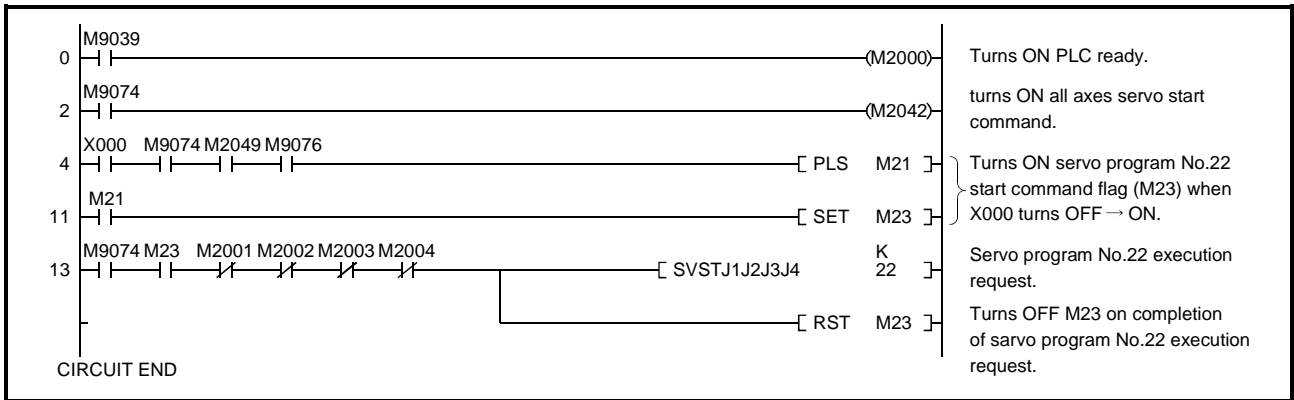 M9039
0 (M2000) Turns ON PLC ready.
M9074
2 (M2042) turns ON all axes servo start
command.
X000 M9074 M2049 M9076
4 PLS M21 Turns ON servo program No.22
start command flag (M23) when
X000 turns OFF → ON.
M21
11 SET M23
M9074 M23 M2001 M2002 M2003 M2004
13 SVSTJ1J2J3J4 K
22
Servo program No.22 execution
request.
RST M23
Turns OFF M23 on completion
of sarvo program No.22 execution
request.
CIRCUIT END